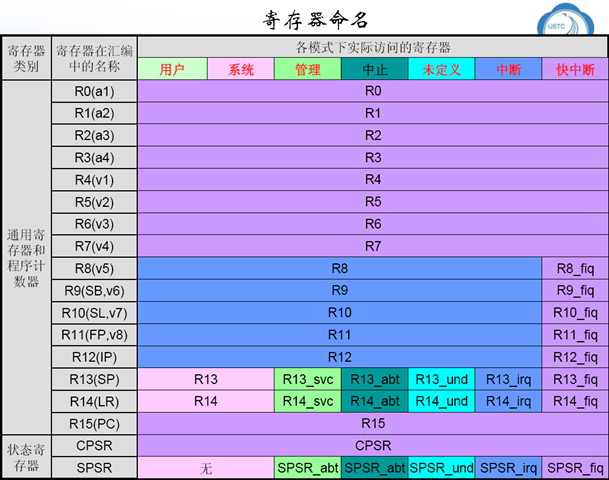 寄存器命名
USTC
寄存器类别 寄存器在汇编中的名称 各模式下实际访问的寄存器
用户 系统 管理 中止 未定义 中断 快中断
通用寄存器和程序计数器
R0(a1) R0
R1(a2) R1
R2(a3) R2
R3(a4) R3
R4(v1) R4
R5(v2) R5
R6(v3) R6
R7(v4) R7
R8(v5) R8 R8_fiq
R9(SB,v6) R9 R9_fiq
R10(SL,v7) R10 R10_fiq
R11(FP,v8) R11 R11_fiq
R12(IP) R12 R12_fiq
R13(SP) R13 R13_svc R13_abt R13_und R13_irq R13_fiq
R14(LR) R14 R14_svc R14_abt R14_und R14_irq R14_fiq
R15(PC) R15
状态寄存器
CPSR CPSR
SPSR 无 SPSR_abt SPSR_abt SPSR_und SPSR_irq SPSR_fiq